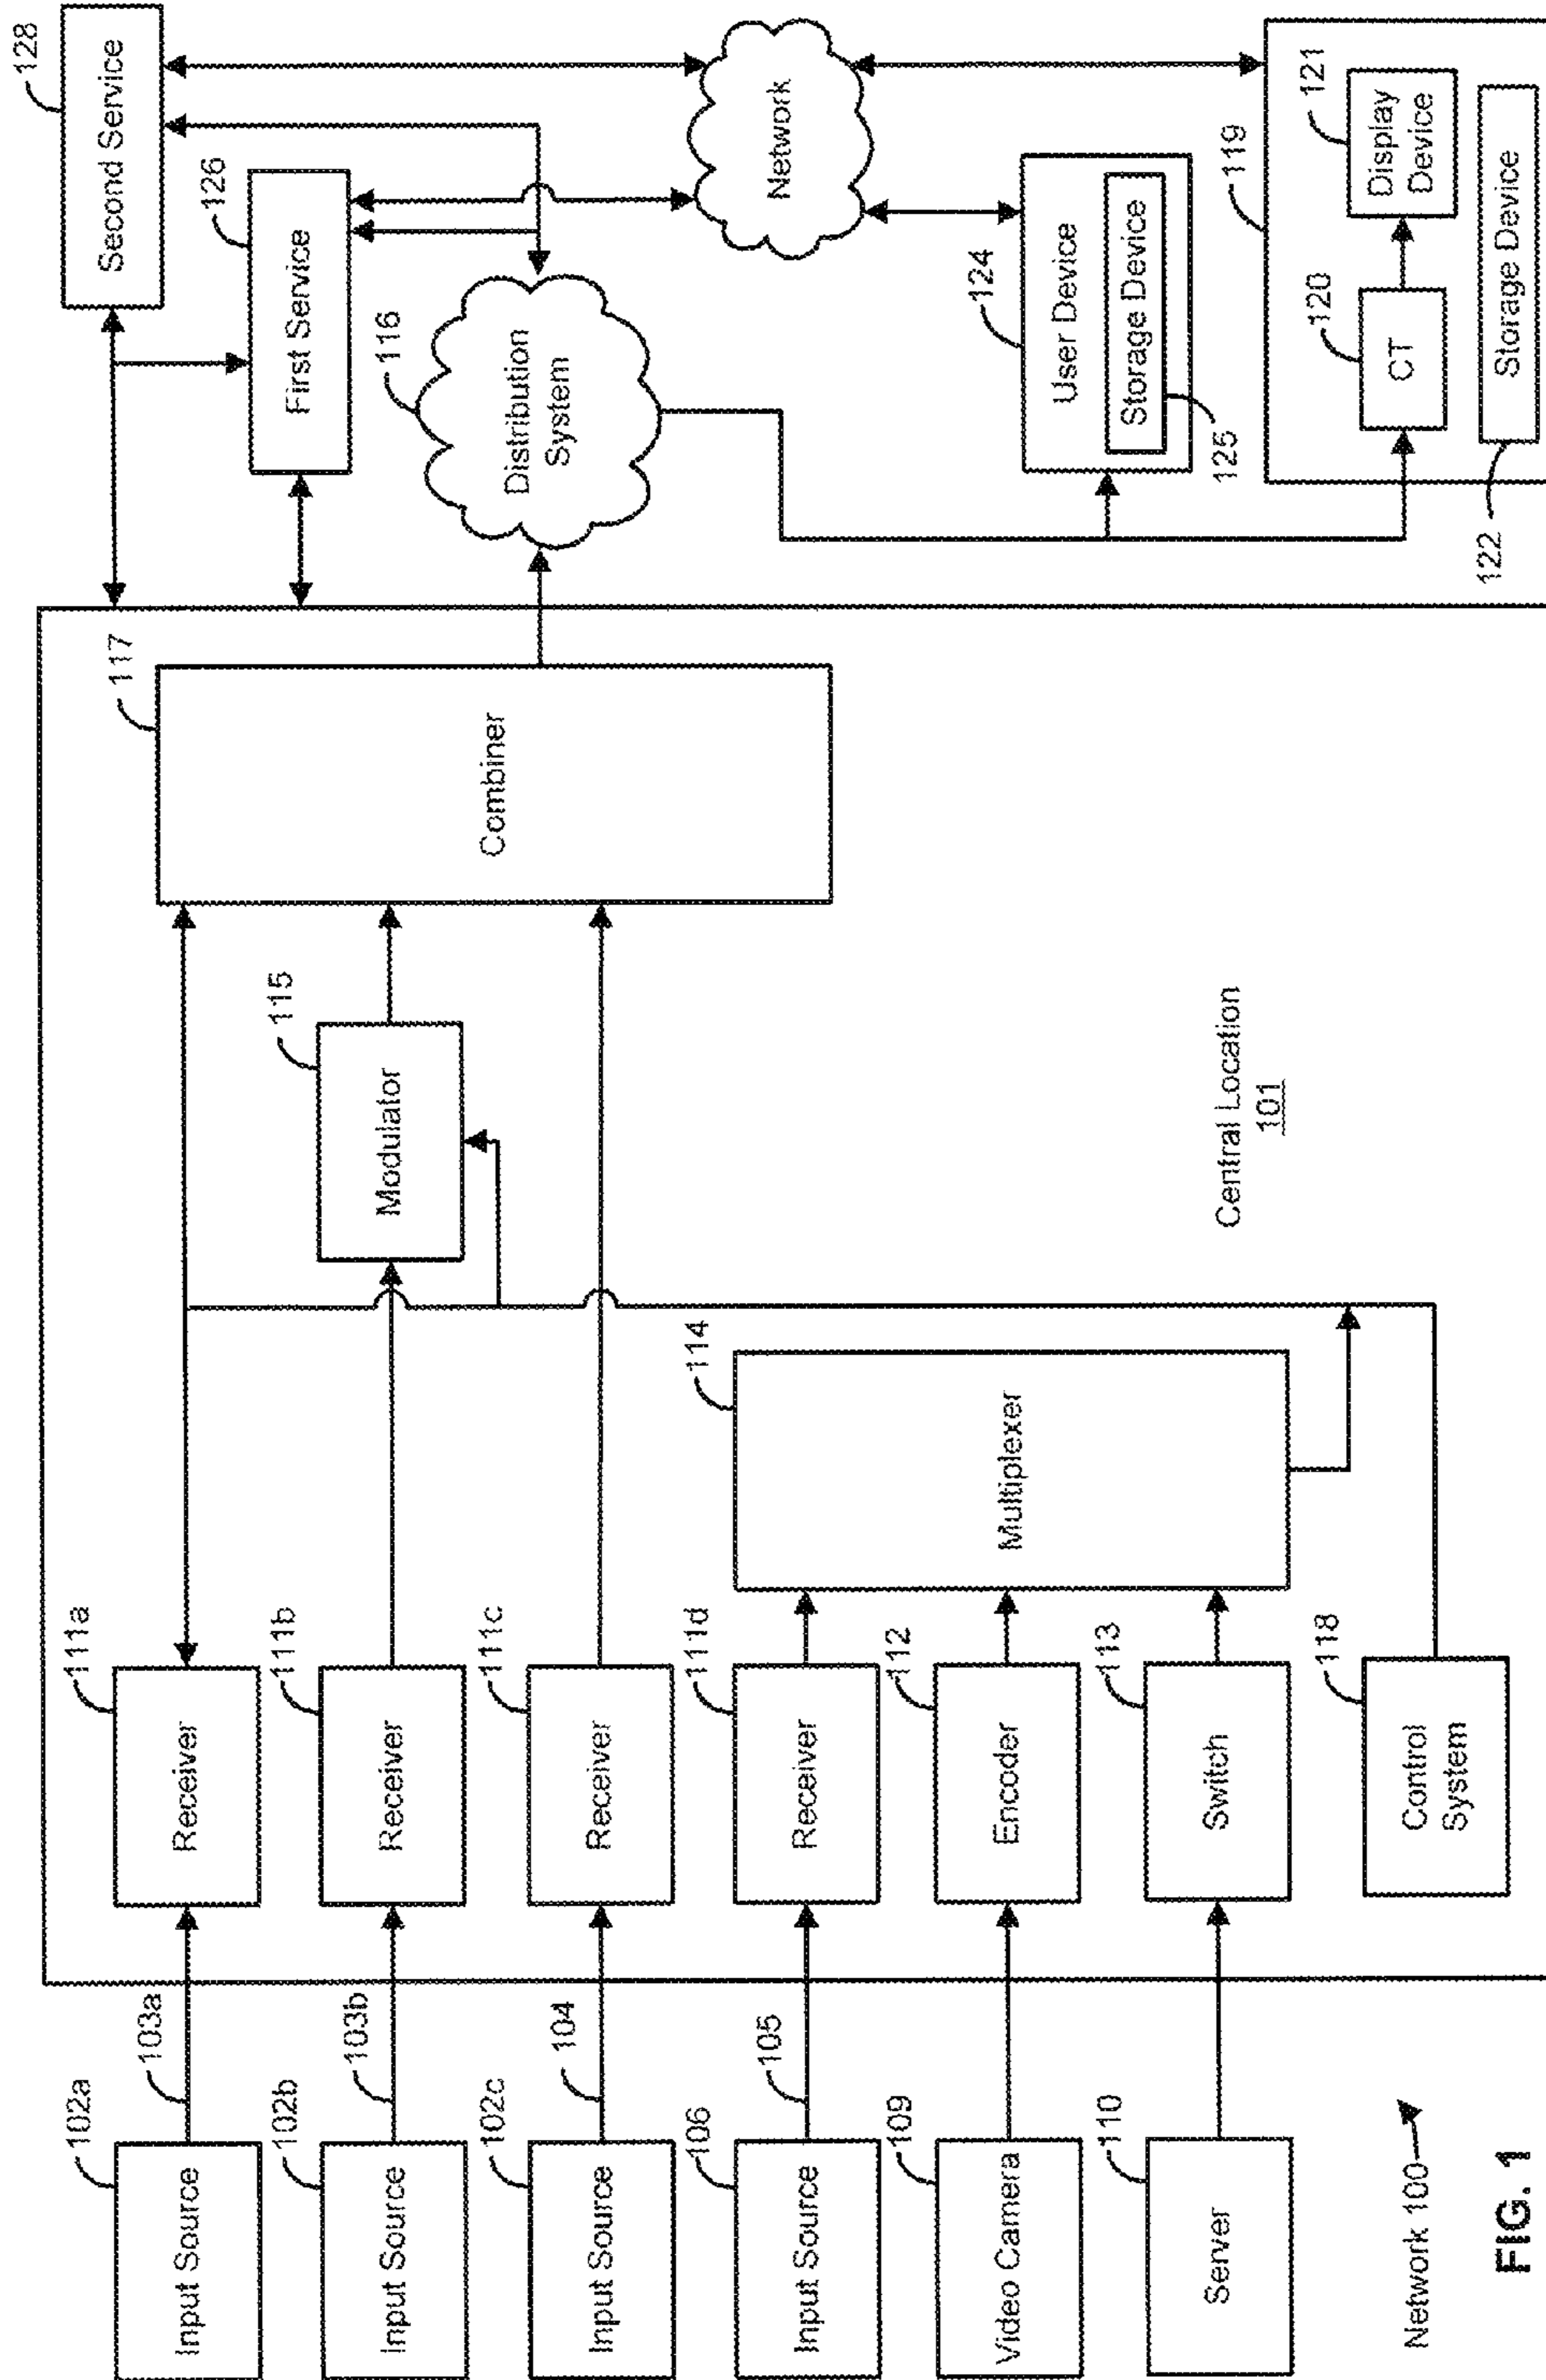 102a
Input Source
103a
102b
Input Source
103b
102c
Input Source
104
106
Input Source
105
109
Video Camera
110
Server
Network 100
FIG. 1
111a
Receiver
111b
Receiver
111c
Receiver
111d
Receiver
112
Encoder
113
Switch
118
Control
System
114
Multiplexer
115
Modulator
117
Combiner
Central Location
101
128
Second Service
126
First Service
116
Distribution
System
Network
124
User Device
Storage Device
125
119
120
CT
121
Display
Device
122
Storage Device